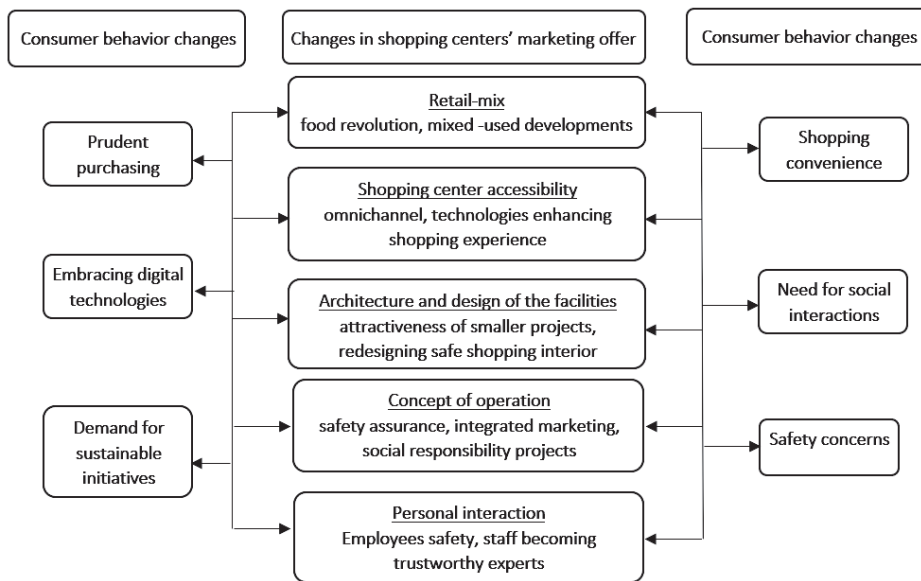 Consumer behavior changes
Changes in shopping centers' marketing offer
Consumer behavior changes
Prudent
purchasing
Embracing digital
technologies
Demand for
sustainable
initiatives
Retail-mix
food revolution, mixed -used developments
Shopping center accessibility
omnichannel, technologies enhancing
shopping experience
Architecture and design of the facilities
attractiveness of smaller projects,
redesigning safe shopping interior
Concept of operation
safety assurance, integrated marketing,
social responsibility projects
Personal interaction
Employees safety, staff becoming
trustworthy experts
Shopping
convenience
Need for social
interactions
Safety concerns